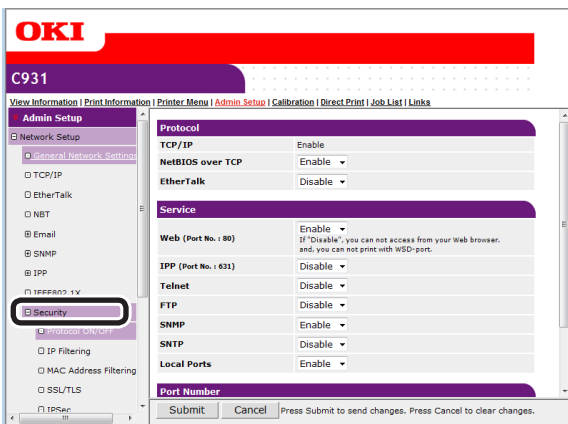 OKI
C931
View Information | Print Information | Printer Menu | Admin Setup | Calibration | Direct Print | Job List | Links
Admin Setup
Network Setup
General Network Settings
TCP/IP
EtherTalk
NBT
Email
SNMP
IPP
IEEE802.1X
Security
Protocol ON/OFF
IP Filtering
MAC Address Filtering
SSL/TLS
IPSec
Protocol
TCP/IP Enable
NetBIOS over TCP Enable
EtherTalk Disable
Service
Web (Port No. : 80) Enable
If "Disable", you can not access from your Web browser.
and, you can not print with WSD-port.
IPP (Port No. : 631) Disable
Telnet Disable
FTP Disable
SNMP Enable
SNTP Disable
Local Ports Enable
Port Number
Submit Cancel Press Submit to send changes. Press Cancel to clear changes.